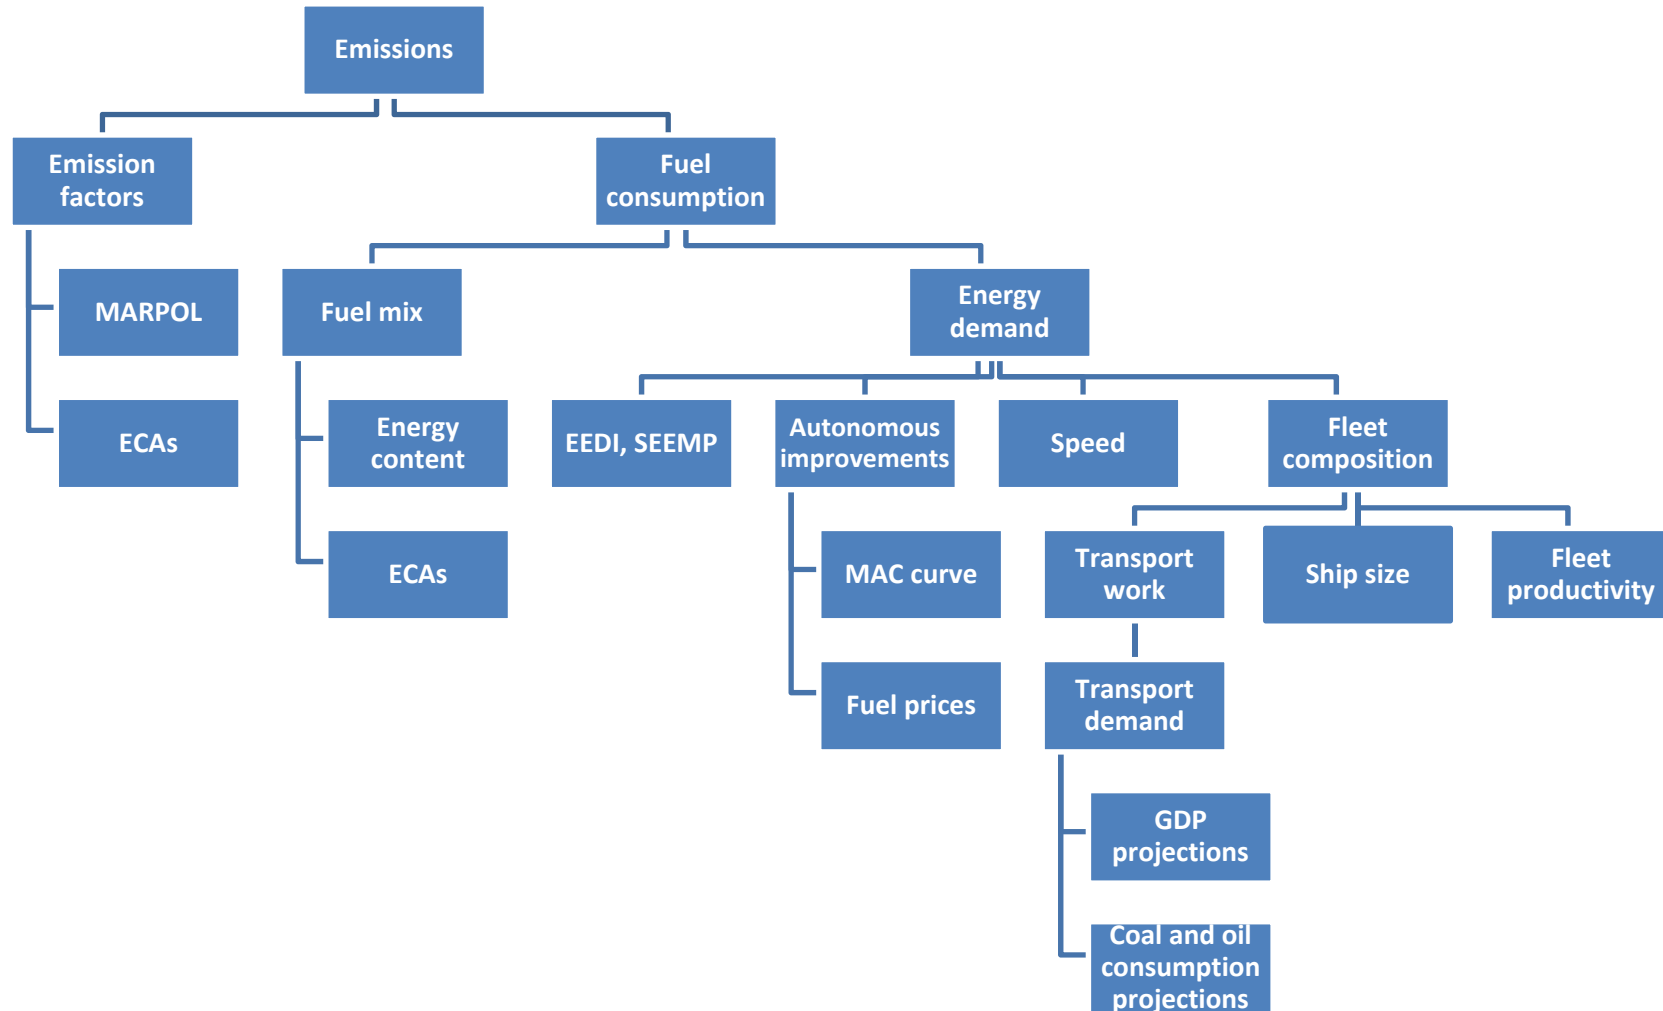 Emissions
Emission
factors
Fuel
consumption
MARPOL
Fuel mix
Energy
demand
ECAs
Energy
content
EEDI, SEEMP
Autonomous
improvements
Speed
Fleet
composition
ECAs
MAC curve
Transport
work
Ship size
Fleet
productivity
Fuel prices
Transport
demand
GDP
projections
Coal and oil
consumption
projections